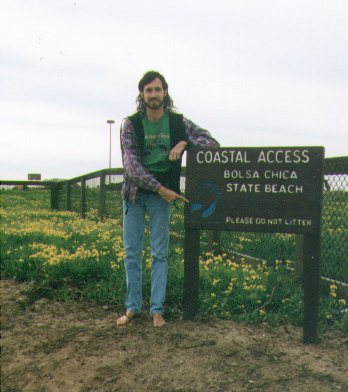 COASTAL ACCESS
BOLSA CHICA
STATE BEACH
PLEASE DO NOT LITTER